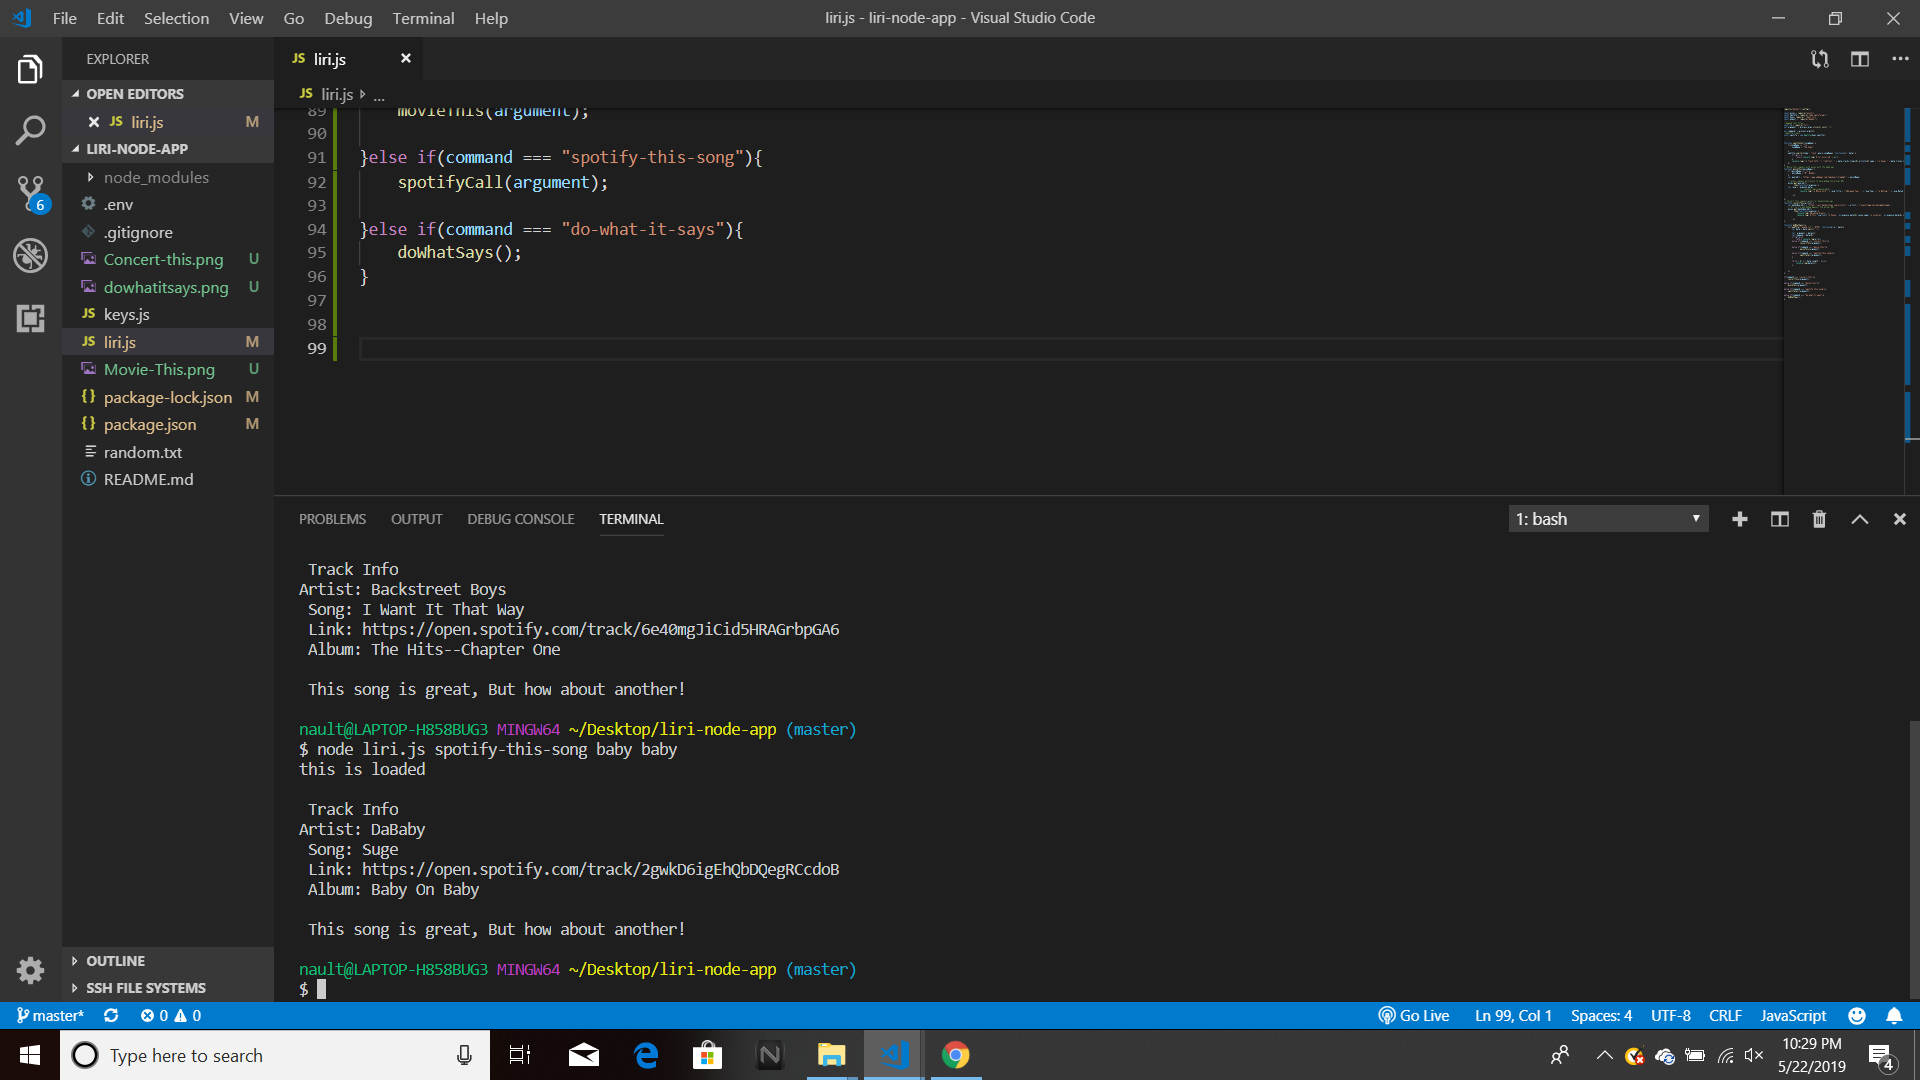 File Edit Selection View Go Debug Terminal Help
liri.js - liri-node-app - Visual Studio Code
EXPLORER
OPEN EDITORS
JS liri.js M
LIRI-NODE-APP
node_modules
.env
.gitignore
Concert-this.png U
dowhatitsays.png U
JS keys.js
JS liri.js M
Movie-This.png U
{} package-lock.json M
{} package.json M
random.txt
README.md
OUTLINE
SSH FILE SYSTEMS
6
JS liri.js
JS liri.js ...
89 movieThis(argument);
90
91 }else if(command === "spotify-this-song"){
92 spotifyCall(argument);
93
94 }else if(command === "do-what-it-says"){
95 doWhatSays();
96 }
97
98
99
PROBLEMS OUTPUT DEBUG CONSOLE TERMINAL
1: bash
Track Info
Artist: Backstreet Boys
Song: I Want It That Way
Link: https://open.spotify.com/track/6e40mgJiCid5HRAGrbpGA6
Album: The Hits--Chapter One
This song is great, But how about another!
nault@LAPTOP-H858BUG3 MINGW64 ~/Desktop/liri-node-app (master)
$ node liri.js spotify-this-song baby baby
this is loaded
Track Info
Artist: DaBaby
Song: Suge
Link: https://open.spotify.com/track/2gwkD6igEhQbDQegRCcdoB
Album: Baby On Baby
This song is great, But how about another!
nault@LAPTOP-H858BUG3 MINGW64 ~/Desktop/liri-node-app (master)
$
master* 0 0
Go Live Ln 99, Col 1 Spaces: 4 UTF-8 CRLF JavaScript
Type here to search
10:29 PM
5/22/2019
4